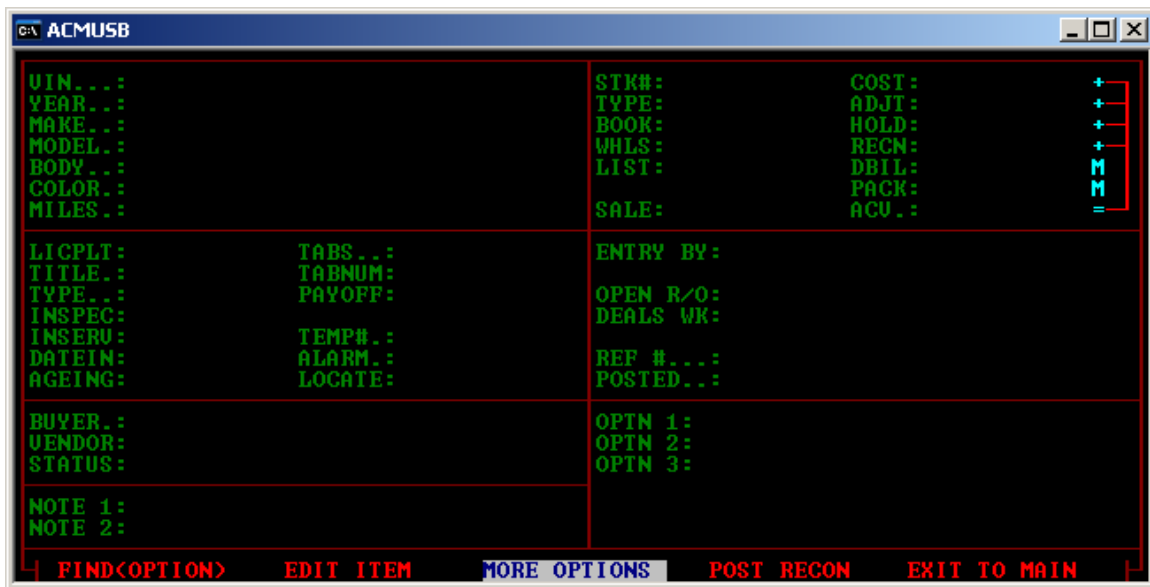 ACMUSB
VIN...:
YEAR..:
MAKE..:
MODEL.:
BODY..:
COLOR.:
MILES.:
STK#: COST: +
TYPE: ADJT: +
BOOK: HOLD: +
WHLS: RECN: +
LIST: DBIL: M
PACK: M
SALE: ACV.: =
LICPLT: TABS..:
TITLE.: TABNUM:
TYPE..: PAYOFF:
INSPEC:
INSERV: TEMP#.:
DATEIN: ALARM.:
AGEING: LOCATE:
ENTRY BY:
OPEN R/O:
DEALS WK:
REF #...:
POSTED..:
BUYER.:
VENDOR:
STATUS:
OPTN 1:
OPTN 2:
OPTN 3:
NOTE 1:
NOTE 2:
FIND(OPTION) EDIT ITEM MORE OPTIONS POST RECON EXIT TO MAIN